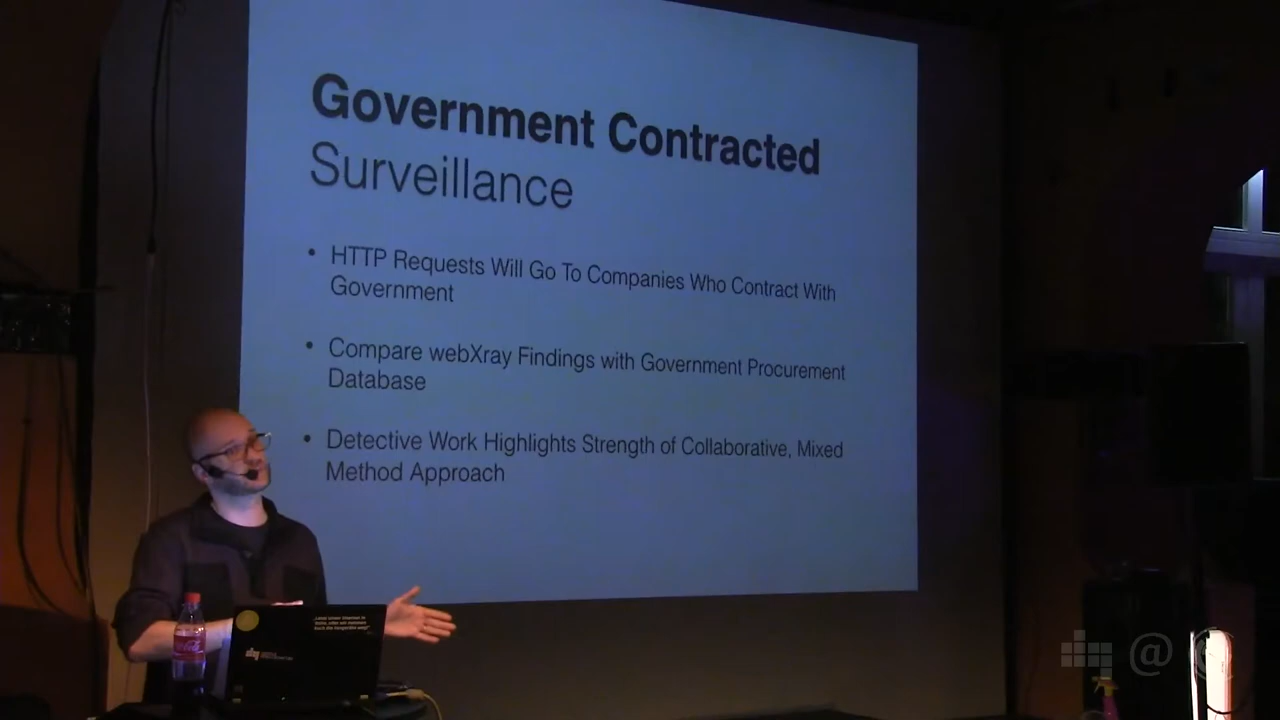 Government Contracted
Surveillance
• HTTP Requests Will Go To Companies Who Contract With
Government
• Compare webXray Findings with Government Procurement
Database
• Detective Work Highlights Strength of Collaborative, Mixed
Method Approach
@